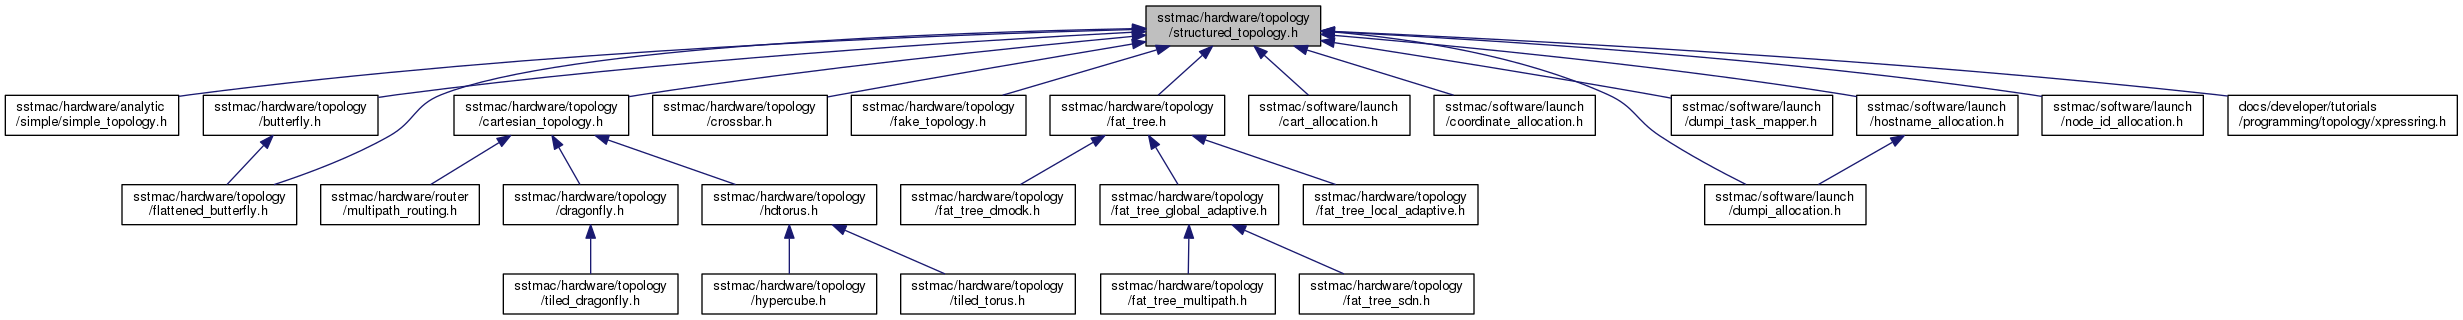 sstmac/hardware/topology
/structured_topology.h
sstmac/hardware/analytic
/simple/simple_topology.h
sstmac/hardware/topology
/butterfly.h
sstmac/hardware/topology
/cartesian_topology.h
sstmac/hardware/topology
/crossbar.h
sstmac/hardware/topology
/fake_topology.h
sstmac/hardware/topology
/fat_tree.h
sstmac/software/launch
/cart_allocation.h
sstmac/software/launch
/coordinate_allocation.h
sstmac/software/launch
/dumpi_task_mapper.h
sstmac/software/launch
/hostname_allocation.h
sstmac/software/launch
/node_id_allocation.h
docs/developer/tutorials
/programming/topology/xpressring.h
sstmac/hardware/topology
/flattened_butterfly.h
sstmac/hardware/router
/multipath_routing.h
sstmac/hardware/topology
/dragonfly.h
sstmac/hardware/topology
/hdtorus.h
sstmac/hardware/topology
/fat_tree_dmodk.h
sstmac/hardware/topology
/fat_tree_global_adaptive.h
sstmac/hardware/topology
/fat_tree_local_adaptive.h
sstmac/software/launch
/dumpi_allocation.h
sstmac/hardware/topology
/tiled_dragonfly.h
sstmac/hardware/topology
/hypercube.h
sstmac/hardware/topology
/tiled_torus.h
sstmac/hardware/topology
/fat_tree_multipath.h
sstmac/hardware/topology
/fat_tree_sdn.h